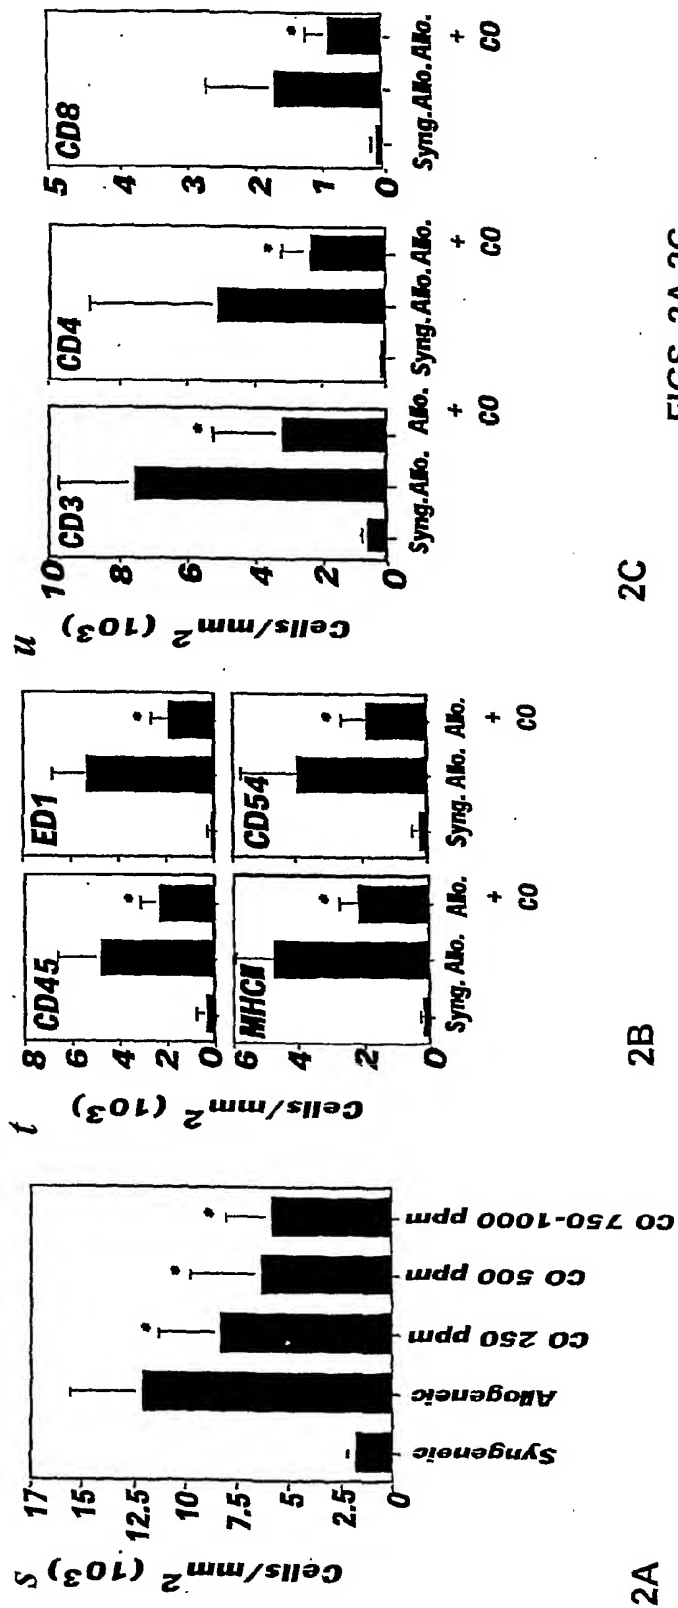 s
Cells/mm2 (103)
17
15
12.5
10
7.5
5
2.5
0
*
*
*
Syngeneic
Allogeneic
CO 250 ppm
CO 500 ppm
CO 750-1000 ppm
2A
t
Cells/mm2 (103)
CD45
8
6
4
2
0
*
ED1
*
MHCII
6
4
2
0
*
Syng. Allo. Allo.
+
CO
CD54
*
Syng. Allo. Allo.
+
CO
2B
u
Cells/mm2 (103)
CD3
10
8
6
4
2
0
*
Syng. Allo. Allo.
+
CO
CD4
*
Syng. Allo. Allo.
+
CO
CD8
5
4
3
2
1
0
*
Syng. Allo. Allo.
+
CO
2C